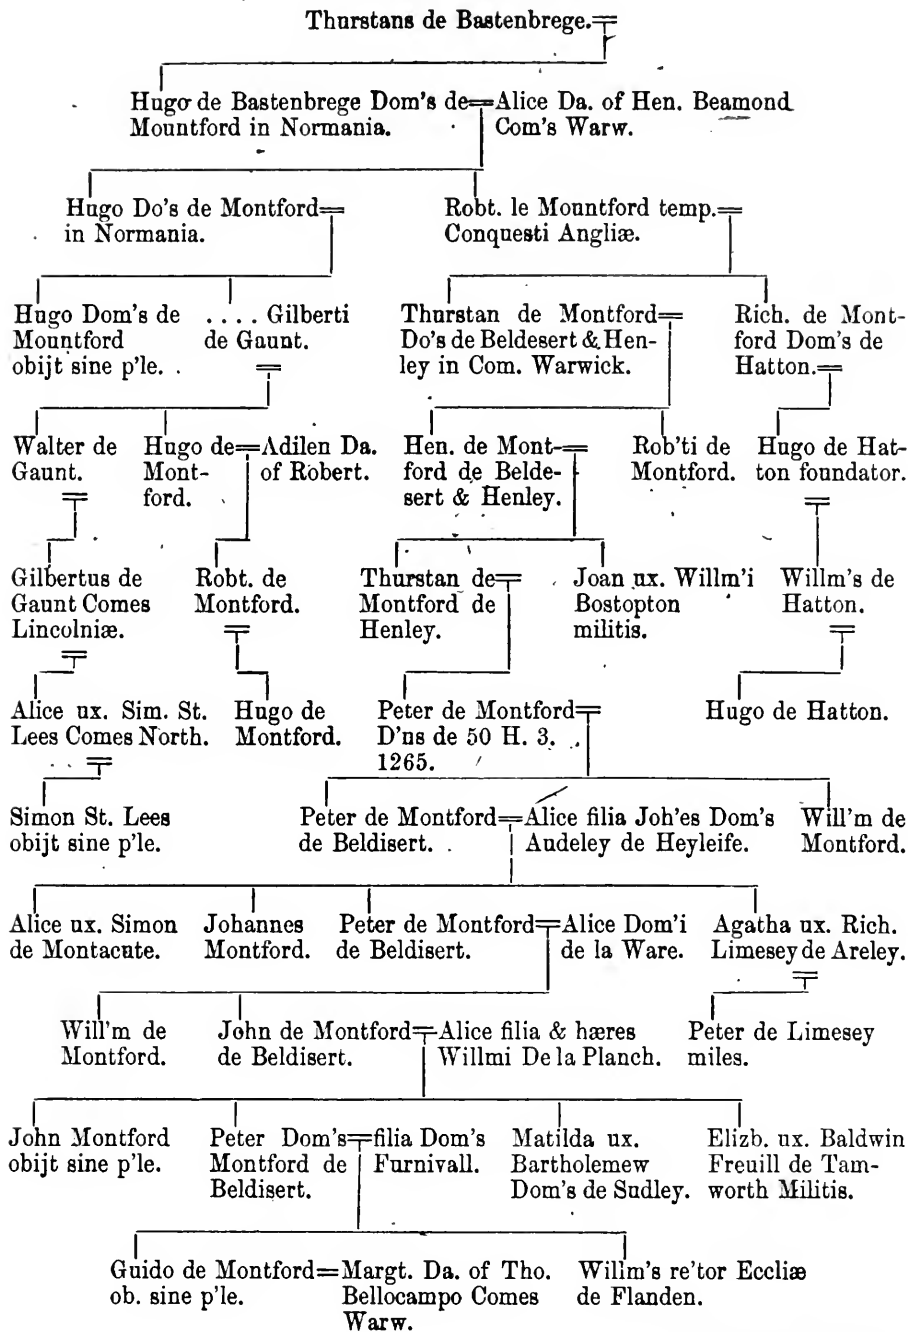 Thurstans de Bastenbrege.
Hugo de Bastenbrege Dom's de
Mountford in Normania.
Alice Da. of Hen. Beamond
Com's Warw.
Hugo Do's de Montford
in Normania.
Robt. le Mountford temp.
Conquesti Angliæ.
Hugo Dom's de
Mountford
obijt sine p'le.
.... Gilberti
de Gaunt.
Thurstan de Montford
Do's de Beldesert & Hen-
ley in Com. Warwick.
Rich. de Mont-
ford Dom's de
Hatton.
Walter de
Gaunt.
Hugo de
Mont-
ford.
Adilen Da.
of Robert.
Hen. de Mont-
ford de Belde-
sert & Henley.
Rob'ti de
Montford.
Hugo de Hat-
ton foundator.
Gilbertus de
Gaunt Comes
Lincolniæ.
Robt. de
Montford.
Thurstan de
Montford de
Henley.
Joan ux. Willm'i
Bostopton
militis.
Willm's de
Hatton.
Alice ux. Sim. St.
Lees Comes North.
Hugo de
Montford.
Peter de Montford
D'ns de 50 H. 3.
1265.
Hugo de Hatton.
Simon St. Lees
obijt sine p'le.
Peter de Montford
de Beldisert.
Alice filia Joh'es Dom's
Audeley de Heyleife.
Will'm de
Montford.
Alice ux. Simon
de Montacute.
Johannes
Montford.
Peter de Montford
de Beldisert.
Alice Dom'i
de la Ware.
Agatha ux. Rich.
Limesey de Areley.
Will'm de
Montford.
John de Montford
de Beldisert.
Alice filia & hæres
Willmi De la Planch.
Peter de Limesey
miles.
John Montford
obijt sine p'le.
Peter Dom's
Montford de
Beldisert.
filia Dom's
Furnivall.
Matilda ux.
Bartholemew
Dom's de Sudley.
Elizb. ux. Baldwin
Freuill de Tam-
worth Militis.
Guido de Montford
ob. sine p'le.
Margt. Da. of Tho.
Bellocampo Comes
Warw.
Willm's re'tor Eccliæ
de Flanden.